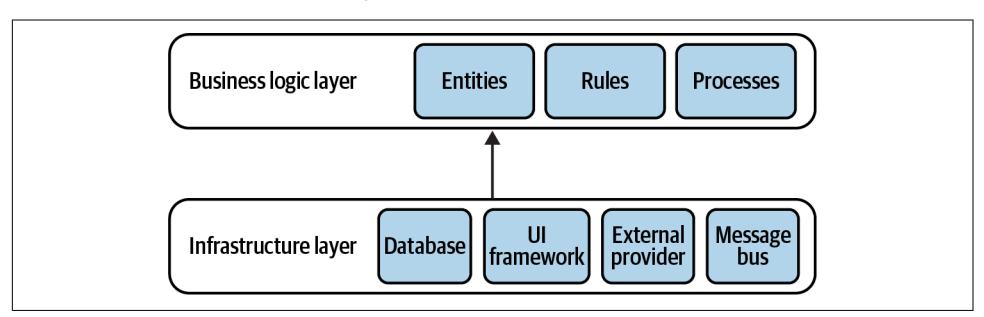 Business logic layer
Entities
Rules
Processes
Infrastructure layer
Database
UI
framework
External
provider
Message
bus